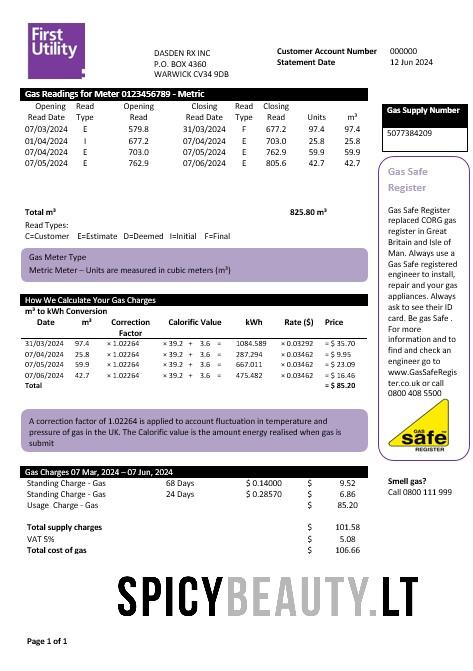 First
Utility
DASDEN RX INC
P.O. BOX 4360
WARWICK CV34 9DB
Customer Account Number 000000
Statement Date 12 Jun 2024
Gas Readings for Meter 0123456789 - Metric
Opening Read Opening Closing Read Closing
Read Date Type Read Read Date Type Read Units m³
07/03/2024 E 579.8 31/03/2024 F 677.2 97.4 97.4
01/04/2024 I 677.2 07/04/2024 E 703.0 25.8 25.8
07/04/2024 E 703.0 07/05/2024 E 762.9 59.9 59.9
07/05/2024 E 762.9 07/06/2024 E 805.6 42.7 42.7
Total m³ 825.80 m³
Read Types:
C=Customer E=Estimate D=Deemed I=Initial F=Final
Gas Meter Type
Metric Meter – Units are measured in cubic meters (m³)
How We Calculate Your Gas Charges
m³ to kWh Conversion
Date m³ Correction Calorific Value kWh Rate ($) Price
Factor
31/03/2024 97.4 × 1.02264 × 39.2 + 3.6 = 1084.589 × 0.03292 = $ 35.70
07/04/2024 25.8 × 1.02264 × 39.2 + 3.6 = 287.294 × 0.03462 = $ 9.95
07/05/2024 59.9 × 1.02264 × 39.2 + 3.6 = 667.011 × 0.03462 = $ 23.09
07/06/2024 42.7 × 1.02264 × 39.2 + 3.6 = 475.482 × 0.03462 = $ 16.46
Total = $ 85.20
A correction factor of 1.02264 is applied to account fluctuation in temperature and
pressure of gas in the UK. The Calorific value is the amount energy realised when gas is
submit
Gas Charges 07 Mar, 2024 – 07 Jun, 2024
Standing Charge - Gas 68 Days $ 0.14000 $ 9.52
Standing Charge - Gas 24 Days $ 0.28570 $ 6.86
Usage Charge - Gas $ 85.20
Total supply charges $ 101.58
VAT 5% $ 5.08
Total cost of gas $ 106.66
Gas Supply Number
5077384209
Gas Safe
Register
Gas Safe Register
replaced CORG gas
register in Great
Britain and Isle of
Man. Always use a
Gas Safe registered
engineer to install,
repair and your gas
appliances. Always
ask to see their ID
card. Be gas Safe .
For more
information and to
find and check an
engineer go to
www.GasSafeRegis
ter.co.uk or call
0800 408 5500
Gas
safe
REGISTER
Smell gas?
Call 0800 111 999
SPICYBEAUTY.LT
Page 1 of 1